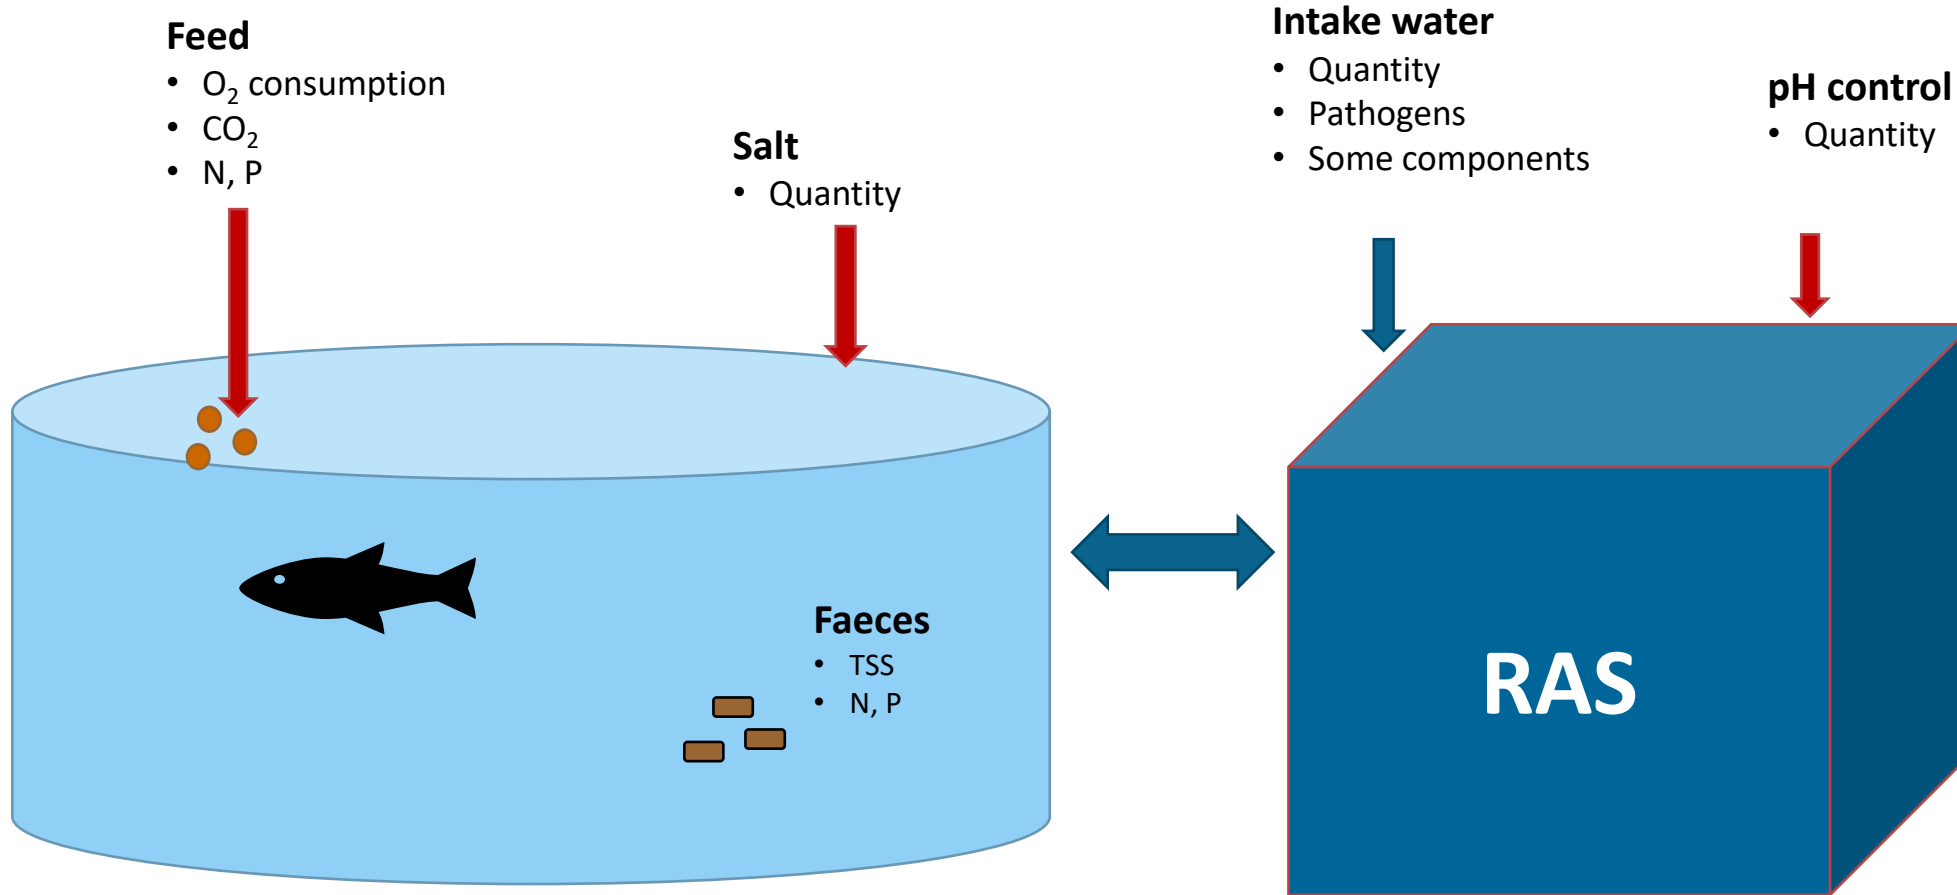 Feed
• O₂ consumption
• CO₂
• N, P
Salt
• Quantity
Intake water
• Quantity
• Pathogens
• Some components
pH control
• Quantity
Faeces
• TSS
• N, P
RAS